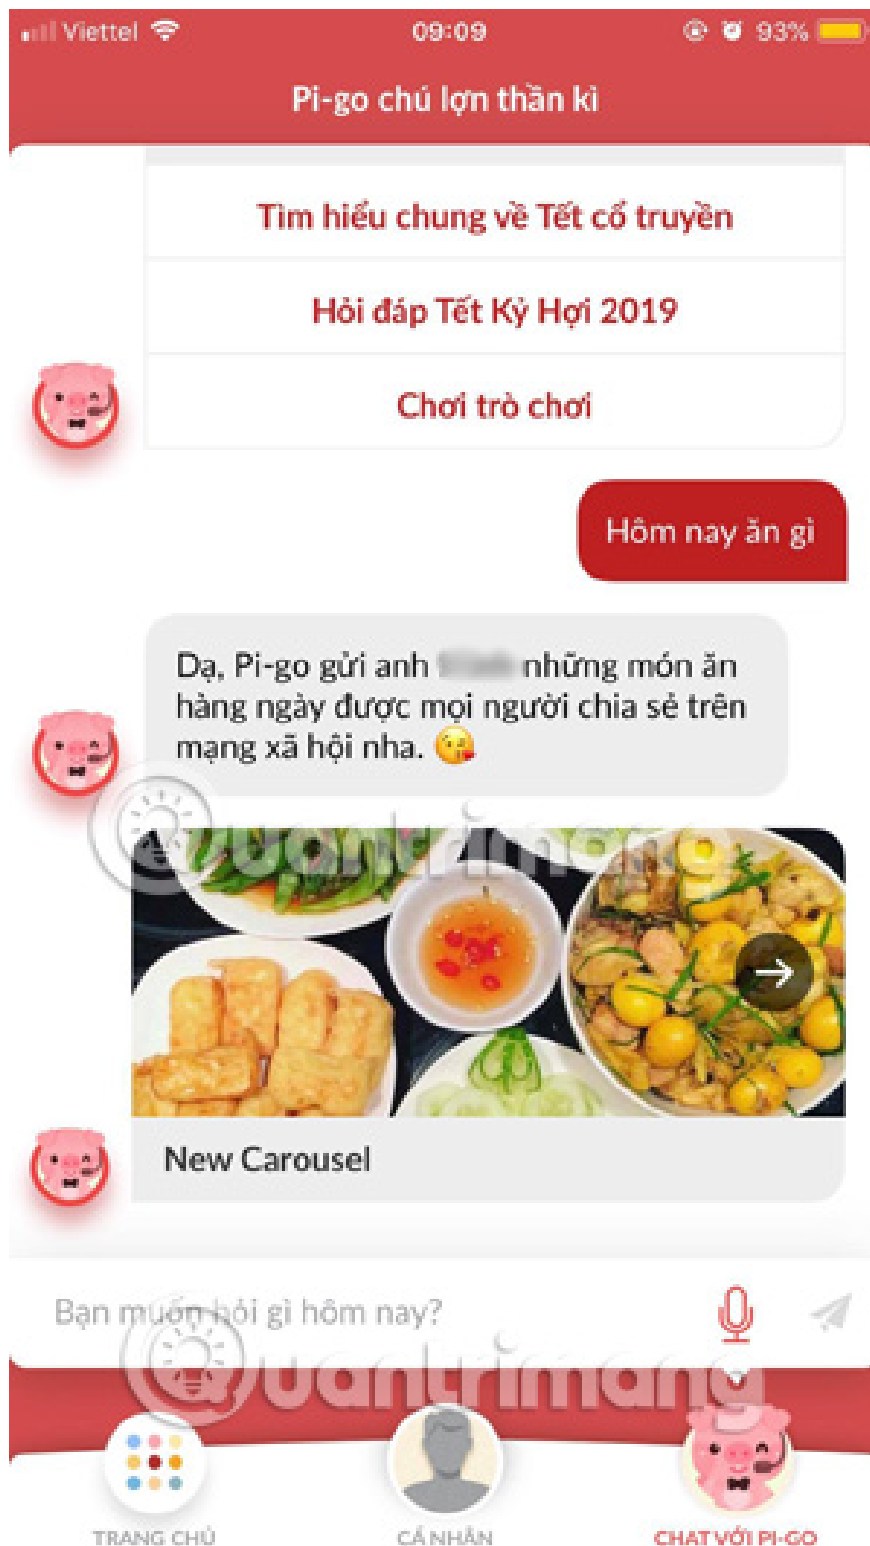 Viettel 09:09 93%
Pi-go chú lợn thần kì
Tìm hiểu chung về Tết cổ truyền
Hỏi đáp Tết Kỷ Hợi 2019
Chơi trò chơi
Hôm nay ăn gì
Dạ, Pi-go gửi anh những món ăn
hàng ngày được mọi người chia sẻ trên
mạng xã hội nha. 😘
Quantrimang
New Carousel
Bạn muốn hỏi gì hôm nay?
Quantrimang
TRANG CHỦ CÁ NHÂN CHAT VỚI PI-GO